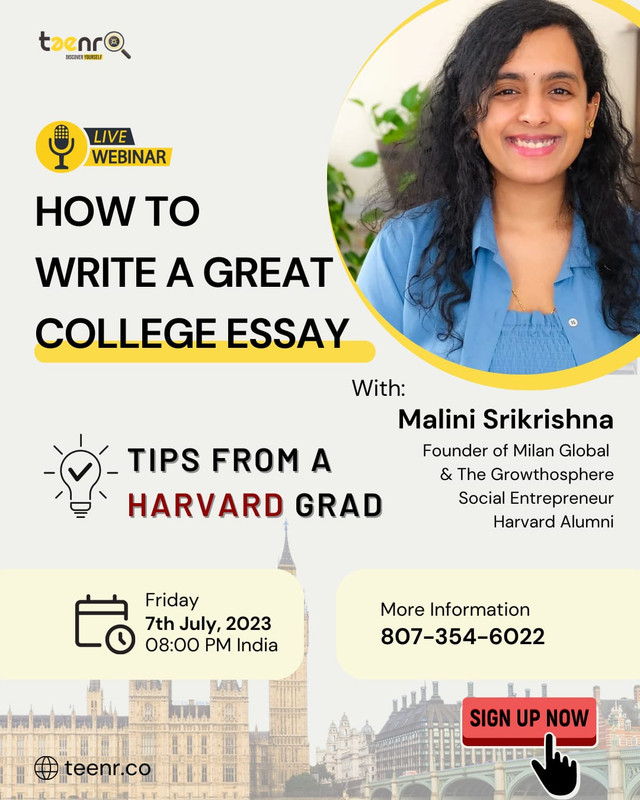 teenr
DISCOVER YOURSELF
LIVE
WEBINAR
HOW TO
WRITE A GREAT
COLLEGE ESSAY
With:
Malini Srikrishna
Founder of Milan Global
& The Growthosphere
Social Entrepreneur
Harvard Alumni
TIPS FROM A
HARVARD GRAD
Friday
7th July, 2023
08:00 PM India
More Information
807-354-6022
SIGN UP NOW
teenr.co